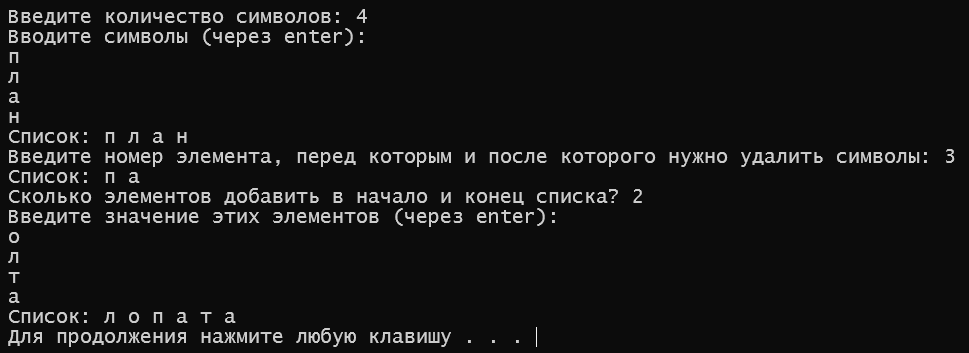 Введите количество символов: 4
Вводите символы (через enter):
п
л
а
н
Список: п л а н
Введите номер элемента, перед которым и после которого нужно удалить символы: 3
Список: п а
Сколько элементов добавить в начало и конец списка? 2
Введите значение этих элементов (через enter):
о
л
т
а
Список: л о п а т а
Для продолжения нажмите любую клавишу . . .